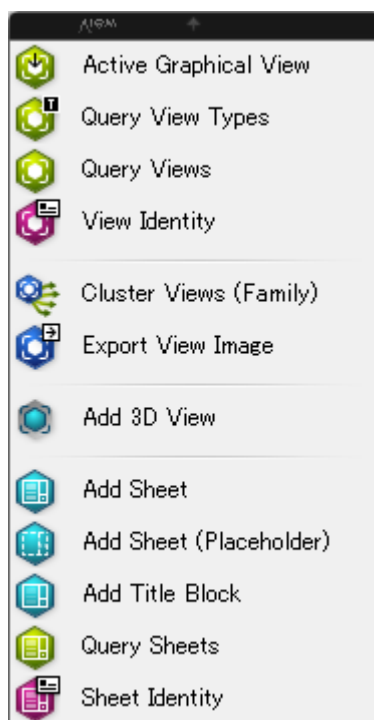 View
Active Graphical View
T
Query View Types
Query Views
View Identity
Cluster Views (Family)
Export View Image
Add 3D View
Add Sheet
Add Sheet (Placeholder)
Add Title Block
Query Sheets
Sheet Identity